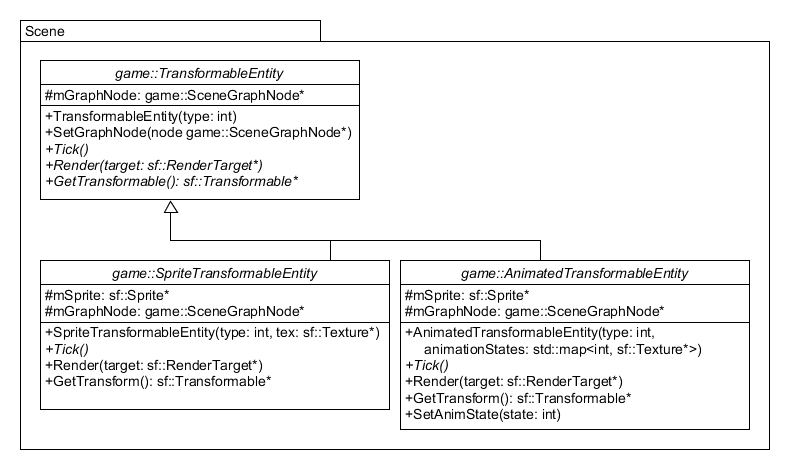 Scene
game::TransformableEntity
#mGraphNode: game::SceneGraphNode*
+TransformableEntity(type: int)
+SetGraphNode(node game::SceneGraphNode*)
+Tick()
+Render(target: sf::RenderTarget*)
+GetTransformable(): sf::Transformable*
game::SpriteTransformableEntity
#mSprite: sf::Sprite*
#mGraphNode: game::SceneGraphNode*
+SpriteTransformableEntity(type: int, tex: sf::Texture*)
+Tick()
+Render(target: sf::RenderTarget*)
+GetTransform(): sf::Transformable*
game::AnimatedTransformableEntity
#mSprite: sf::Sprite*
#mGraphNode: game::SceneGraphNode*
+AnimatedTransformableEntity(type: int,
animationStates: std::map<int, sf::Texture*>)
+Tick()
+Render(target: sf::RenderTarget*)
+GetTransform(): sf::Transformable*
+SetAnimState(state: int)